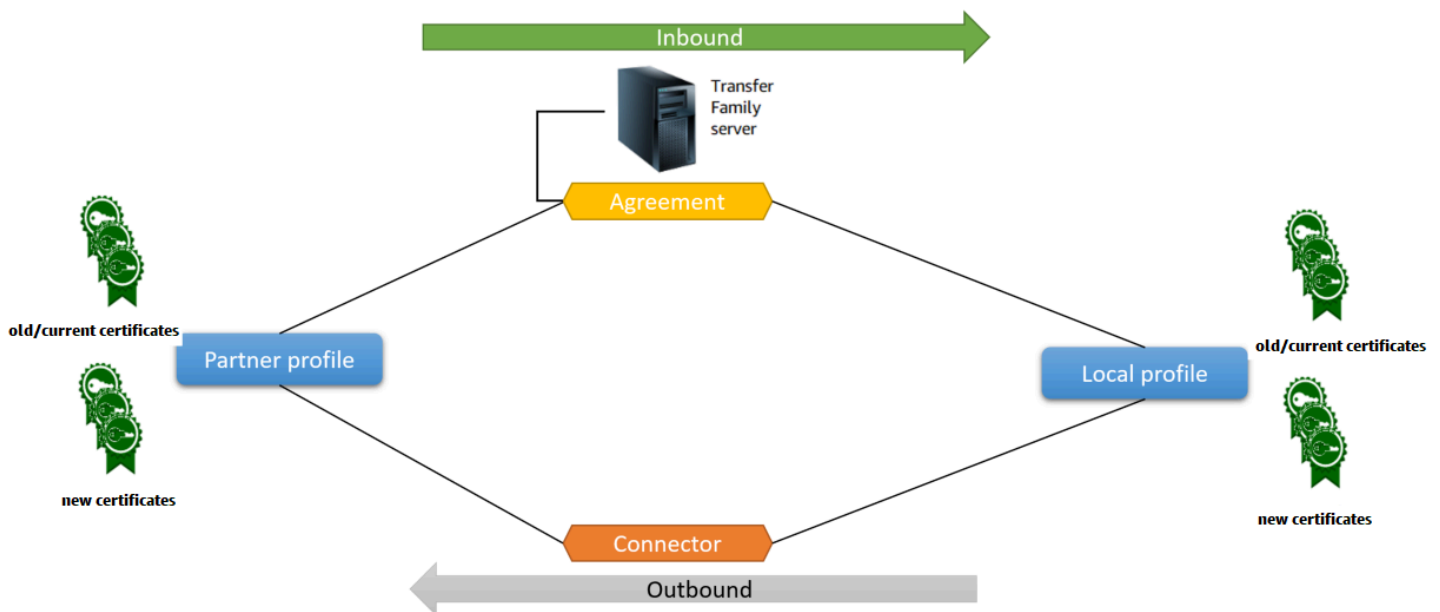 Inbound
Transfer
Family
server
Agreement
old/current certificates
Partner profile
old/current certificates
Local profile
new certificates
new certificates
Connector
Outbound